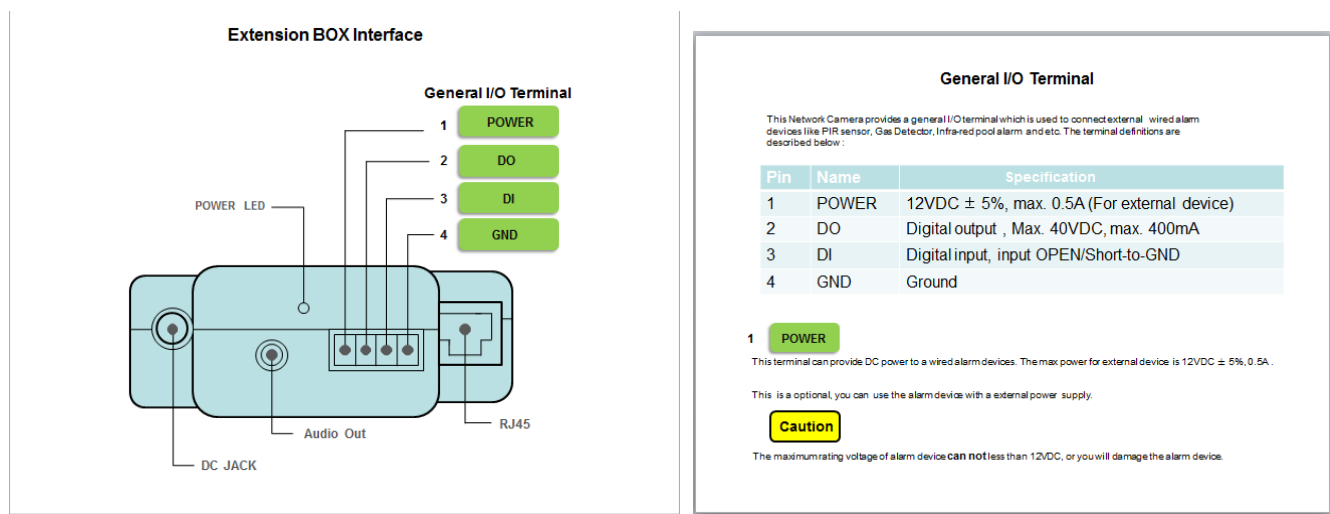 Extension BOX Interface
General I/O Terminal
1 POWER
2 DO
3 DI
4 GND
POWER LED
RJ45
Audio Out
DC JACK
General I/O Terminal
This Network Camera provides a general I/O terminal which is used to connect external wired alarm
devices like PIR sensor, Gas Detector, Infra-red pool alarm and etc. The terminal definitions are
described below :
Pin Name Specification
1 POWER 12VDC ± 5%, max. 0.5A (For external device)
2 DO Digital output , Max. 40VDC, max. 400mA
3 DI Digital input, input OPEN/Short-to-GND
4 GND Ground
1 POWER
This terminal can provide DC power to a wired alarm devices. The max power for external device is 12VDC ± 5%, 0.5A .
This is a optional, you can use the alarm device with a external power supply.
Caution
The maximum rating voltage of alarm device can not less than 12VDC, or you will damage the alarm device.